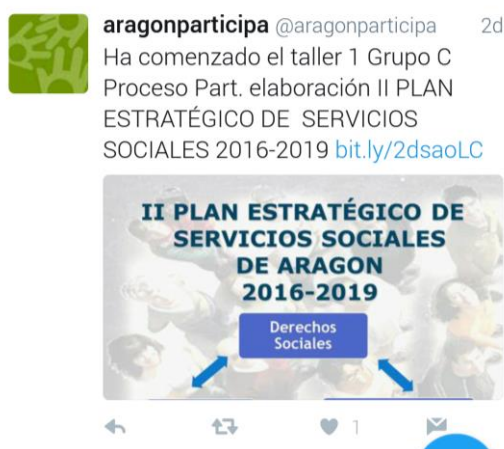 aragonparticipa @aragonparticipa 2d
Ha comenzado el taller 1 Grupo C
Proceso Part. elaboración II PLAN
ESTRATÉGICO DE SERVICIOS
SOCIALES 2016-2019 bit.ly/2dsaoLC
II PLAN ESTRATÉGICO DE
SERVICIOS SOCIALES
DE ARAGON
2016-2019
Derechos
Sociales
1